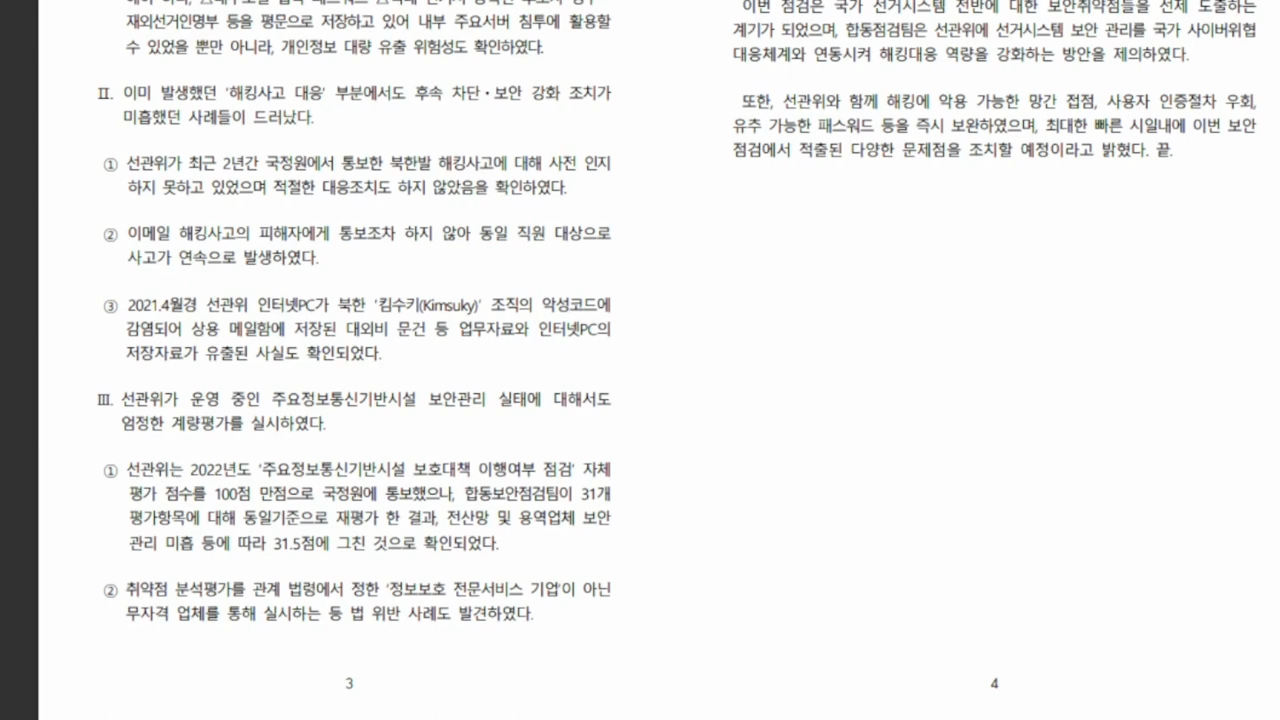 재외선거인명부 등을 평문으로 저장하고 있어 내부 주요서버 침투에 활용할
수 있었을 뿐만 아니라, 개인정보 대량 유출 위험성도 확인하였다.
Ⅱ. 이미 발생했던 '해킹사고 대응' 부분에서도 후속 차단·보안 강화 조치가
미흡했던 사례들이 드러났다.
① 선관위가 최근 2년간 국정원에서 통보한 북한발 해킹사고에 대해 사전 인지
하지 못하고 있었으며 적절한 대응조치도 하지 않았음을 확인하였다.
② 이메일 해킹사고의 피해자에게 통보조차 하지 않아 동일 직원 대상으로
사고가 연속으로 발생하였다.
③ 2021.4월경 선관위 인터넷PC가 북한 '킴수키(Kimsuky)' 조직의 악성코드에
감염되어 상용 메일함에 저장된 대외비 문건 등 업무자료와 인터넷PC의
저장자료가 유출된 사실도 확인되었다.
Ⅲ. 선관위가 운영 중인 주요정보통신기반시설 보안관리 실태에 대해서도
엄정한 계량평가를 실시하였다.
① 선관위는 2022년도 '주요정보통신기반시설 보호대책 이행여부 점검' 자체
평가 점수를 100점 만점으로 국정원에 통보했으나, 합동보안점검팀이 31개
평가항목에 대해 동일기준으로 재평가 한 결과, 전산망 및 용역업체 보안
관리 미흡 등에 따라 31.5점에 그친 것으로 확인되었다.
② 취약점 분석평가를 관계 법령에서 정한 '정보보호 전문서비스 기업'이 아닌
무자격 업체를 통해 실시하는 등 법 위반 사례도 발견하였다.
3
이번 점검은 국가 선거시스템 전반에 대한 보안취약점들을 선제 도출하는
계기가 되었으며, 합동점검팀은 선관위에 선거시스템 보안 관리를 국가 사이버위협
대응체계와 연동시켜 해킹대응 역량을 강화하는 방안을 제의하였다.
또한, 선관위와 함께 해킹에 악용 가능한 망간 접점, 사용자 인증절차 우회,
유추 가능한 패스워드 등을 즉시 보완하였으며, 최대한 빠른 시일내에 이번 보안
점검에서 적출된 다양한 문제점을 조치할 예정이라고 밝혔다. 끝.
4